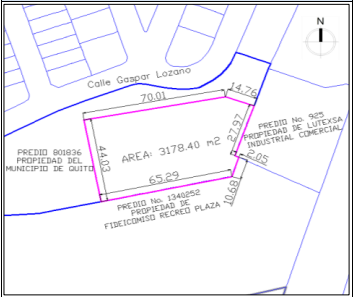 N
Calle Gaspar Lozano
70.01
14.76
PREDIO No. 925
PROPIEDAD DE LUTEXSA
INDUSTRIAL COMERCIAL
27.97
2.05
PREDIO 801836
PROPIEDAD DEL
MUNICIPIO DE QUITO
44.03
AREA: 3178.40 m2
65.29
10.68
PREDIO No. 1340252
PROPIEDAD DE
FIDEICOMISO RECREO PLAZA